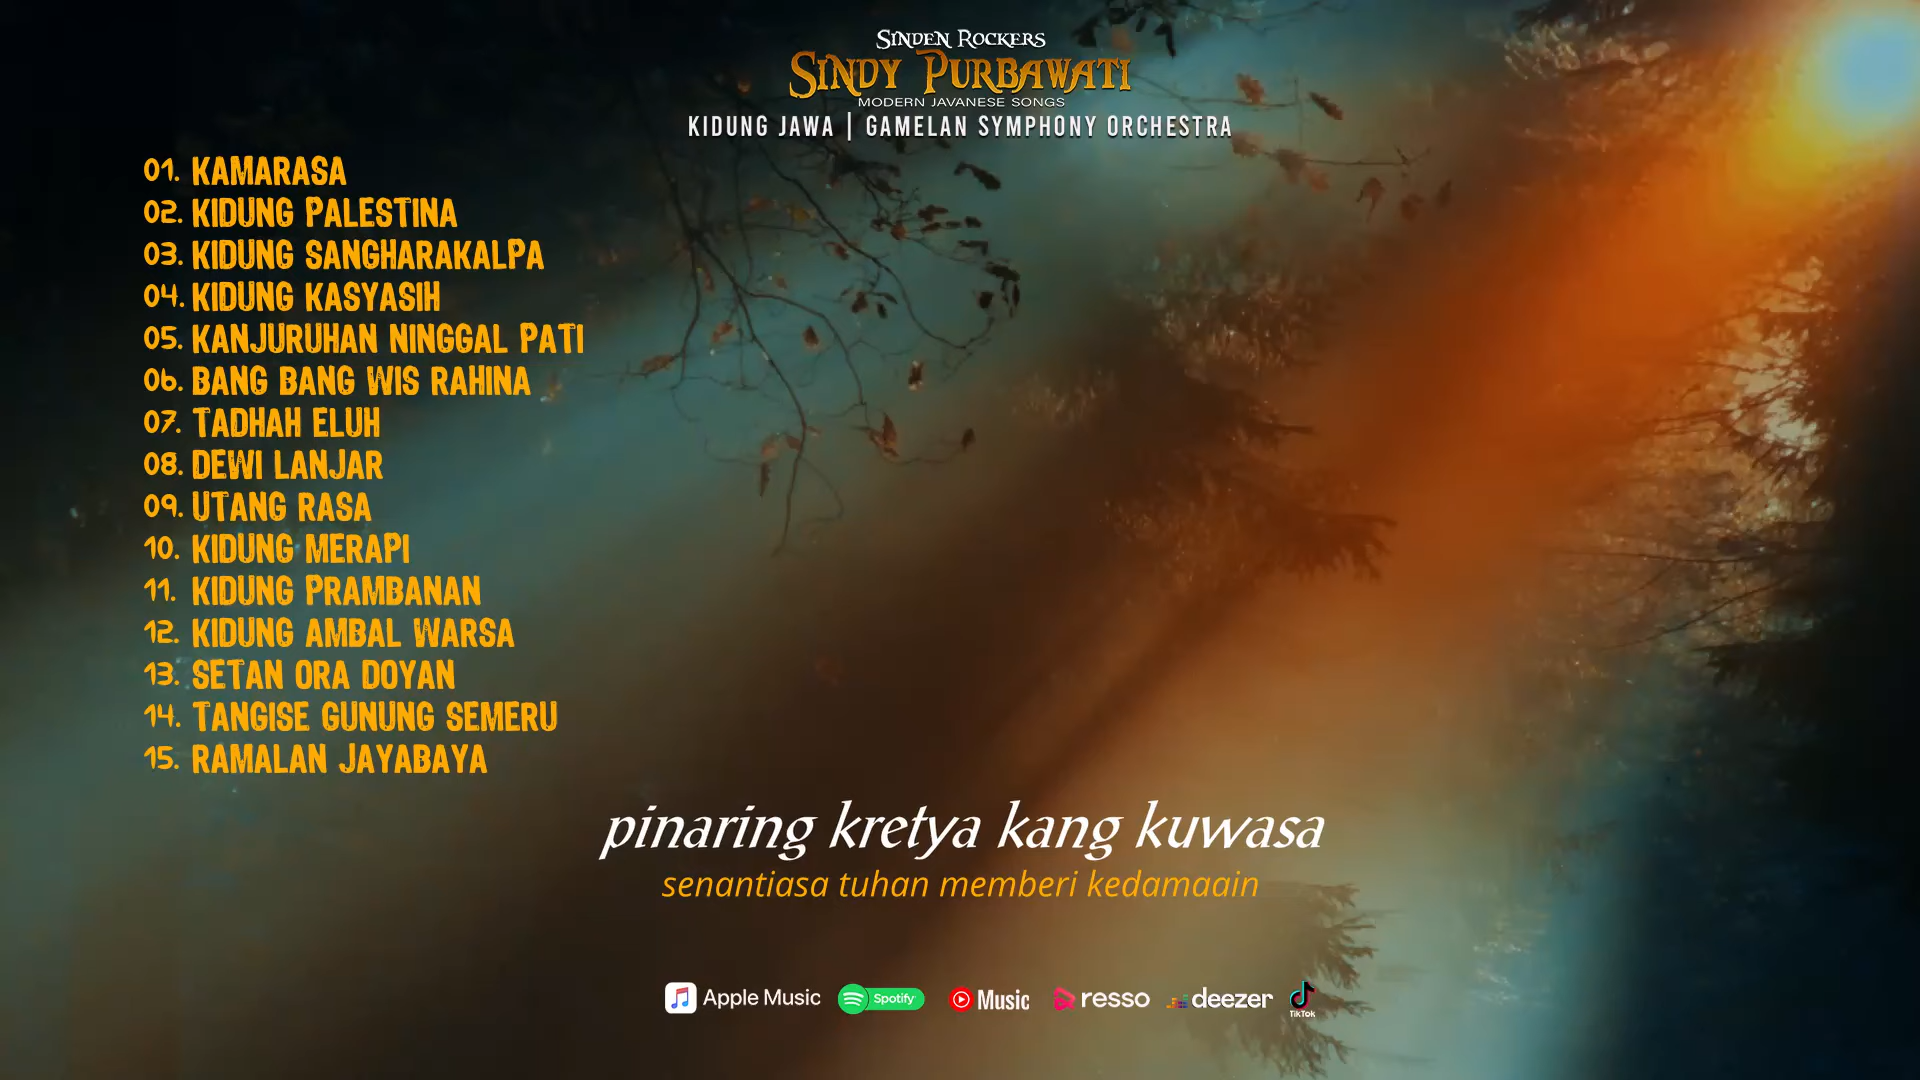 SINDEN ROCKERS
SINDY PURBAWATI
MODERN JAVANESE SONGS
KIDUNG JAWA | GAMELAN SYMPHONY ORCHESTRA
01. KAMARASA
02. KIDUNG PALESTINA
03. KIDUNG SANGHARAKALPA
04. KIDUNG KASYASIH
05. KANJURUHAN NINGGAL PATI
06. BANG BANG WIS RAHINA
07. TADHAH ELUH
08. DEWI LANJAR
09. UTANG RASA
10. KIDUNG MERAPI
11. KIDUNG PRAMBANAN
12. KIDUNG AMBAL WARSA
13. SETAN ORA DOYAN
14. TANGISE GUNUNG SEMERU
15. RAMALAN JAYABAYA
pinaring kretya kang kuwasa
senantiasa tuhan memberi kedamaain
Apple Music Spotify Music resso deezer TikTok